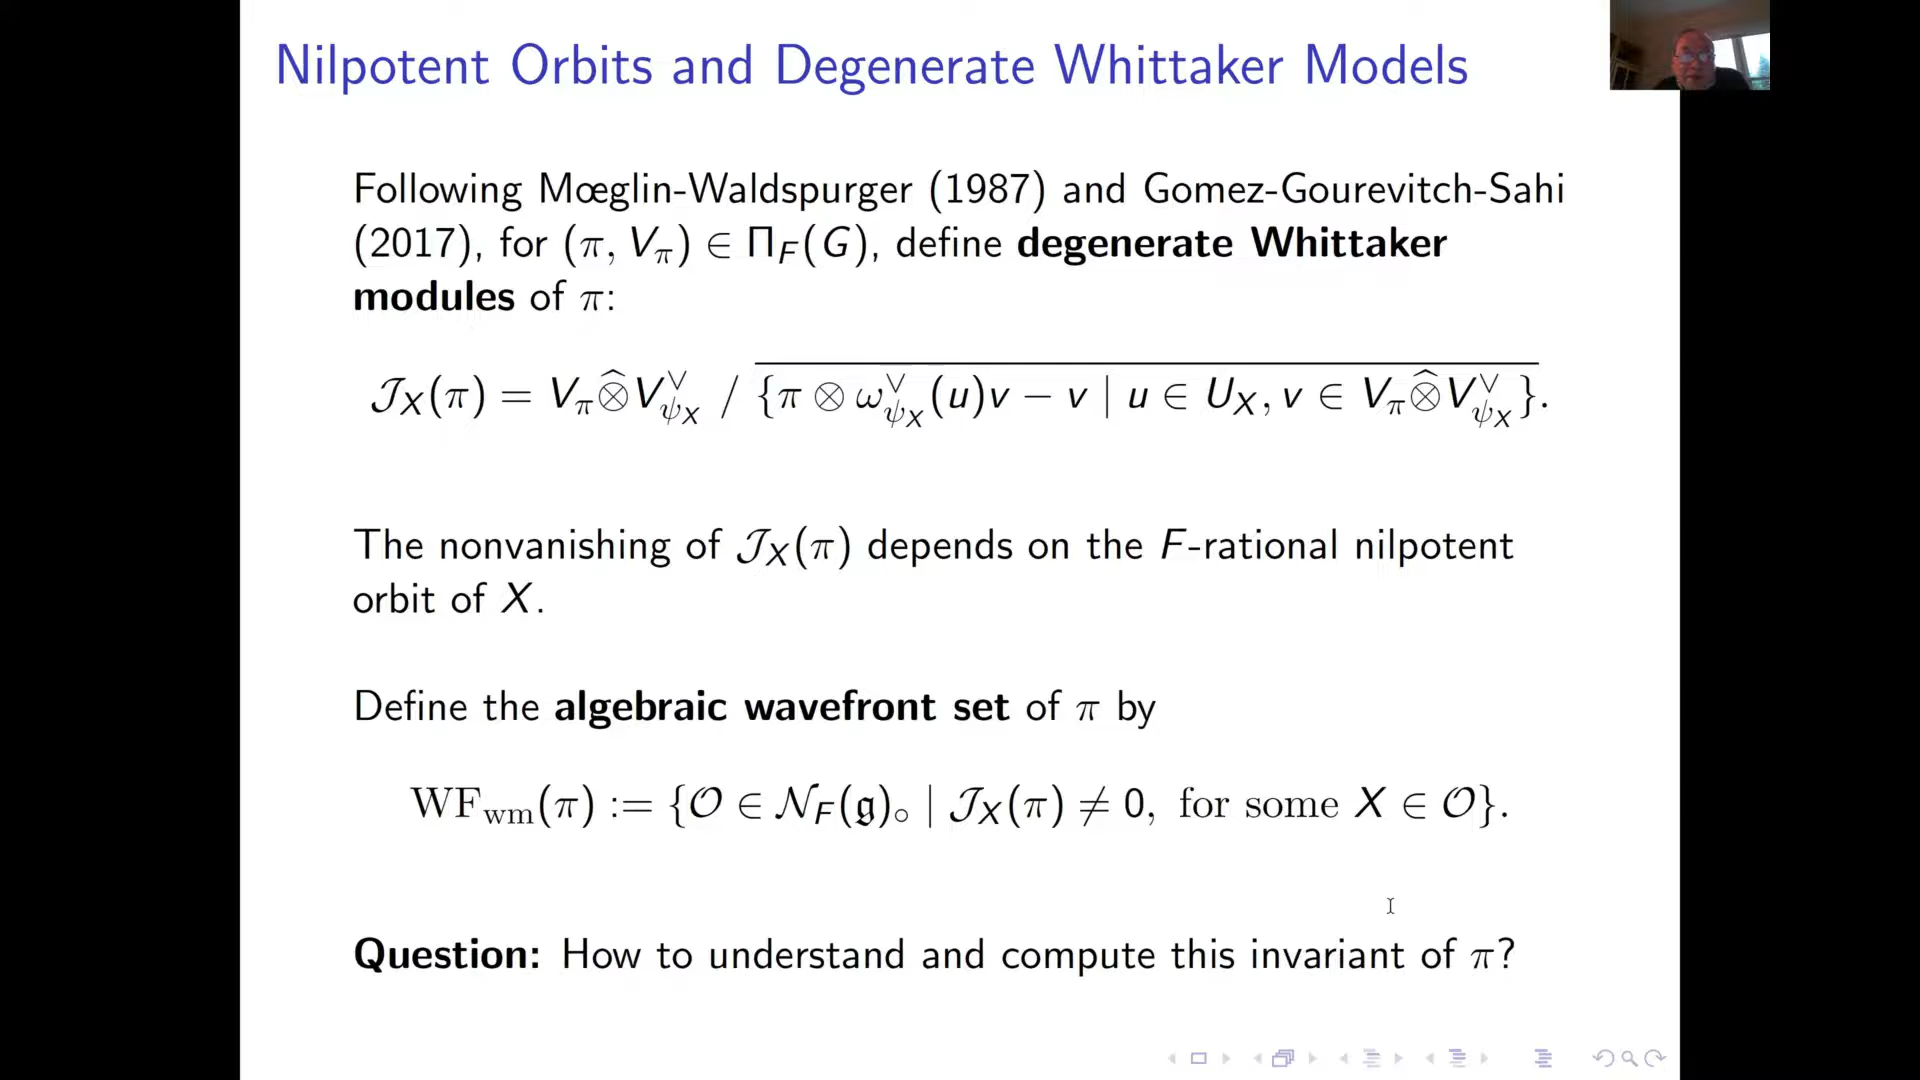 Nilpotent Orbits and Degenerate Whittaker Models
Following Mœglin-Waldspurger (1987) and Gomez-Gourevitch-Sahi
(2017), for (π, V_π) ∈ Π_F(G), define degenerate Whittaker
modules of π:
𝒥_X(π) = V_π ⊗̂ V^∨_{ψ_X} / \overline{{π ⊗ ω^∨_{ψ_X}(u)v − v | u ∈ U_X, v ∈ V_π ⊗̂ V^∨_{ψ_X}}}.
The nonvanishing of 𝒥_X(π) depends on the F-rational nilpotent
orbit of X.
Define the algebraic wavefront set of π by
WF_wm(π) := {𝒪 ∈ 𝒩_F(𝔤)_∘ | 𝒥_X(π) ≠ 0, for some X ∈ 𝒪}.
Question: How to understand and compute this invariant of π?